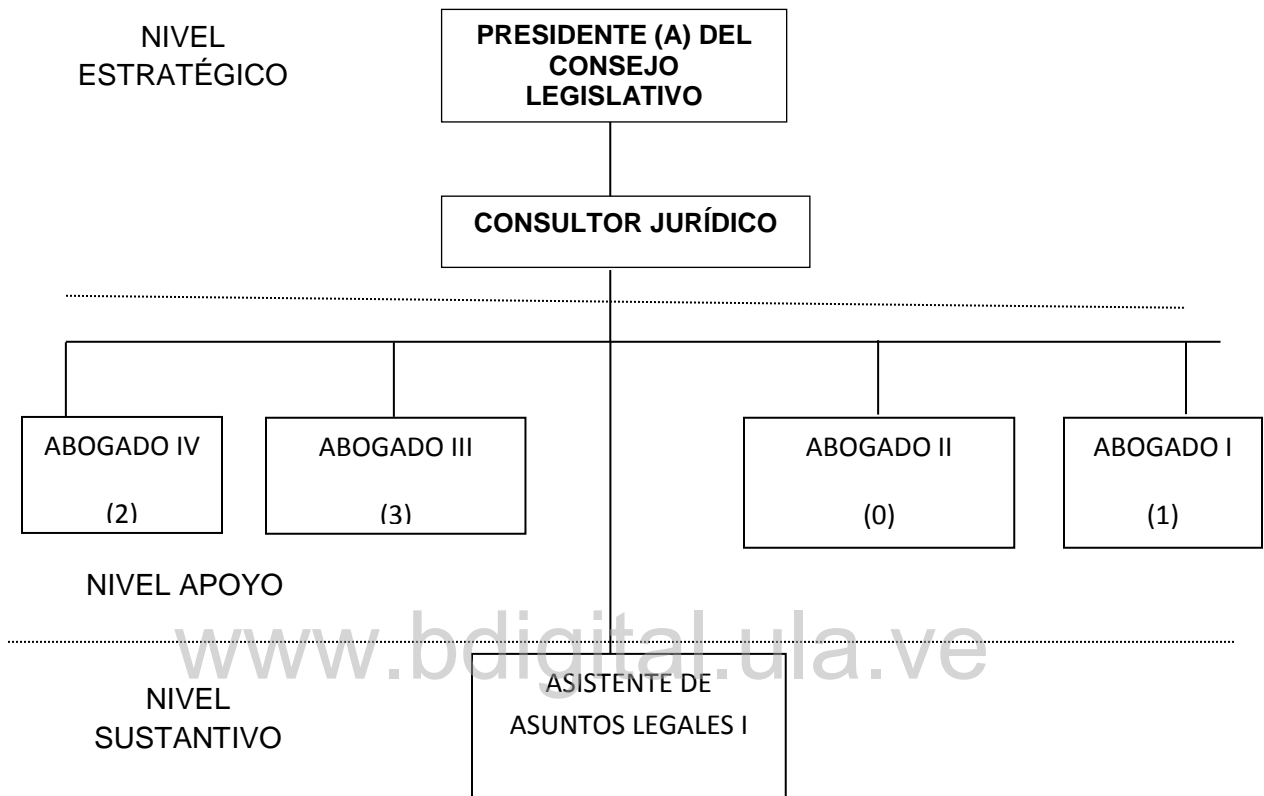 NIVEL
ESTRATÉGICO
PRESIDENTE (A) DEL
CONSEJO
LEGISLATIVO
CONSULTOR JURÍDICO
ABOGADO IV
(2)
ABOGADO III
(3)
ABOGADO II
(0)
ABOGADO I
(1)
NIVEL APOYO
www.bdigital.ula.ve
NIVEL
SUSTANTIVO
ASISTENTE DE
ASUNTOS LEGALES I